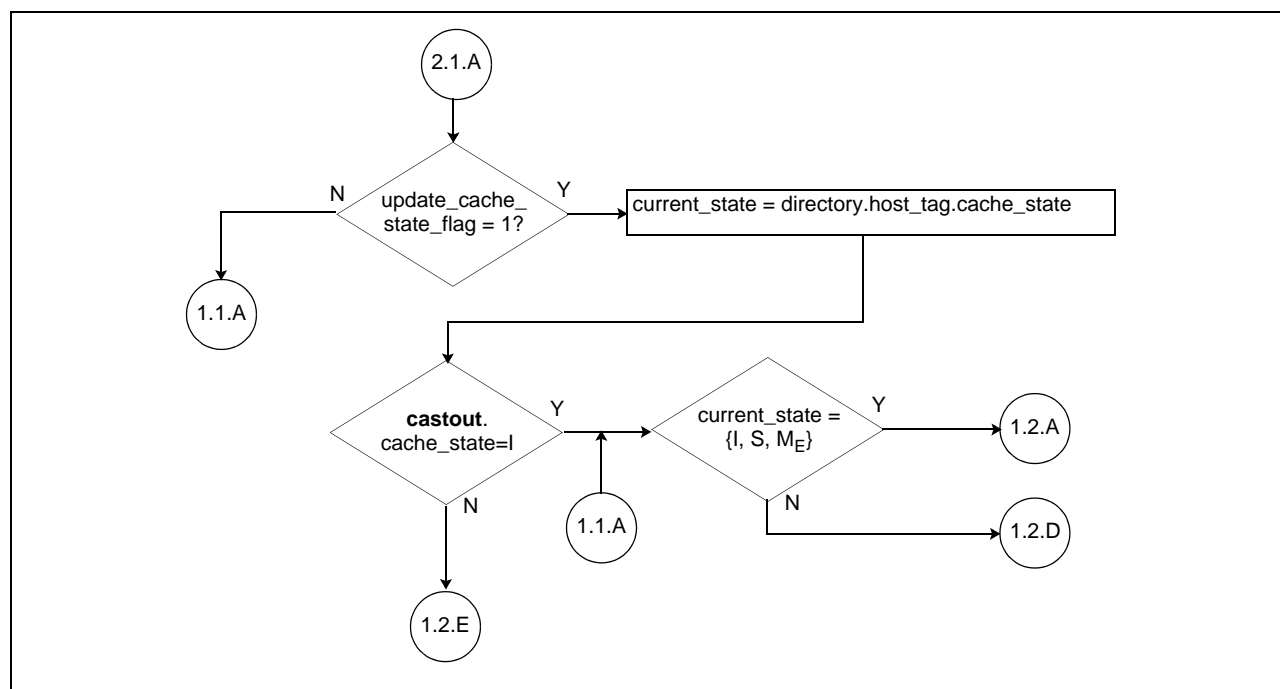 2.1.A
N
Y
update_cache_
state_flag = 1?
current_state = directory.host_tag.cache_state
1.1.A
castout.
cache_state=I
Y
N
current_state =
{I, S, M_E}
Y
N
1.2.A
1.1.A
1.2.D
1.2.E